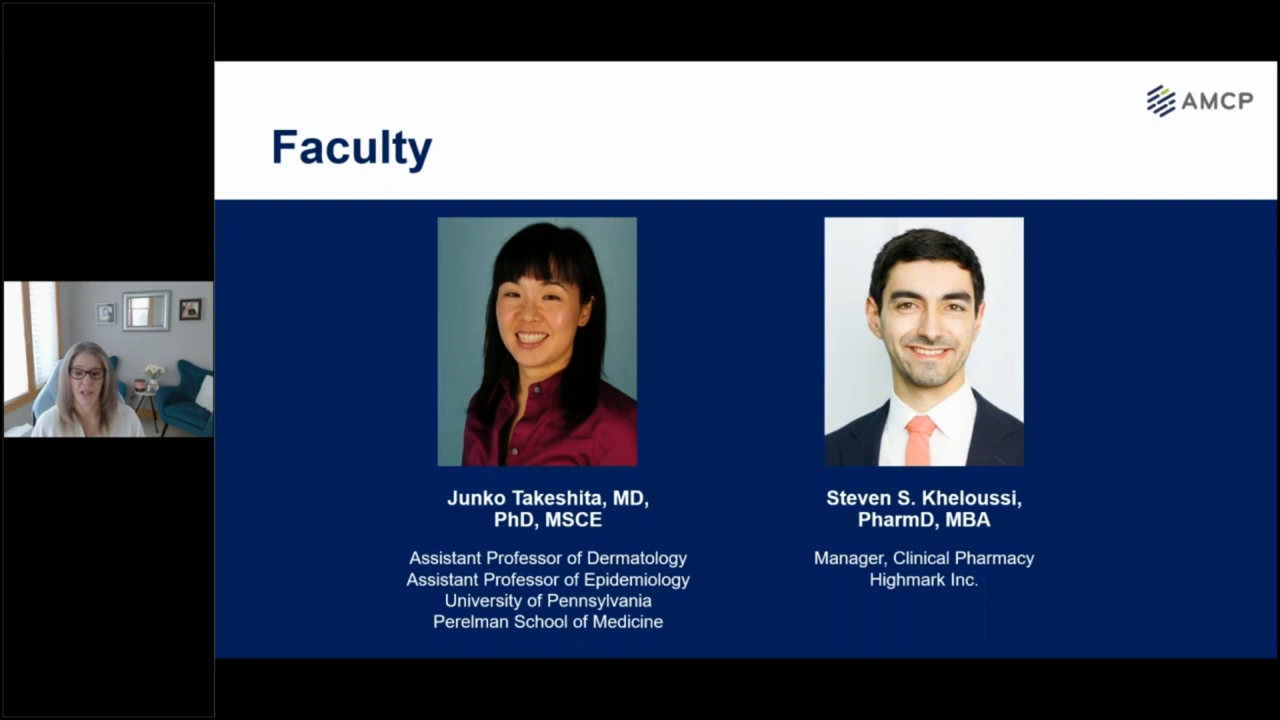 AMCP
Faculty
Junko Takeshita, MD,
PhD, MSCE
Assistant Professor of Dermatology
Assistant Professor of Epidemiology
University of Pennsylvania
Perelman School of Medicine
Steven S. Kheloussi,
PharmD, MBA
Manager, Clinical Pharmacy
Highmark Inc.